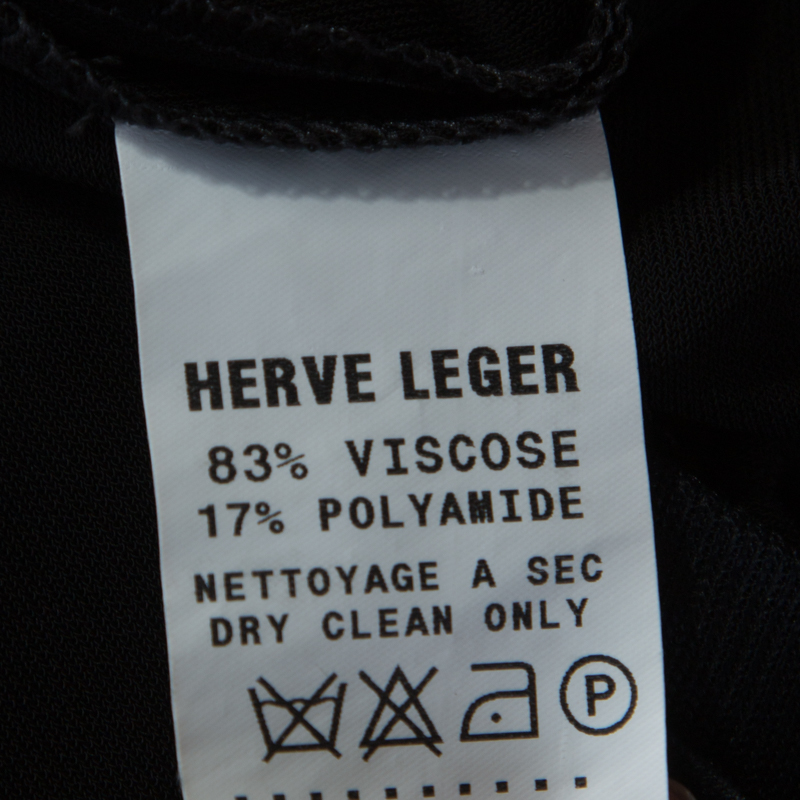 HERVE LEGER
83% VISCOSE
17% POLYAMIDE
NETTOYAGE A SEC
DRY CLEAN ONLY
P